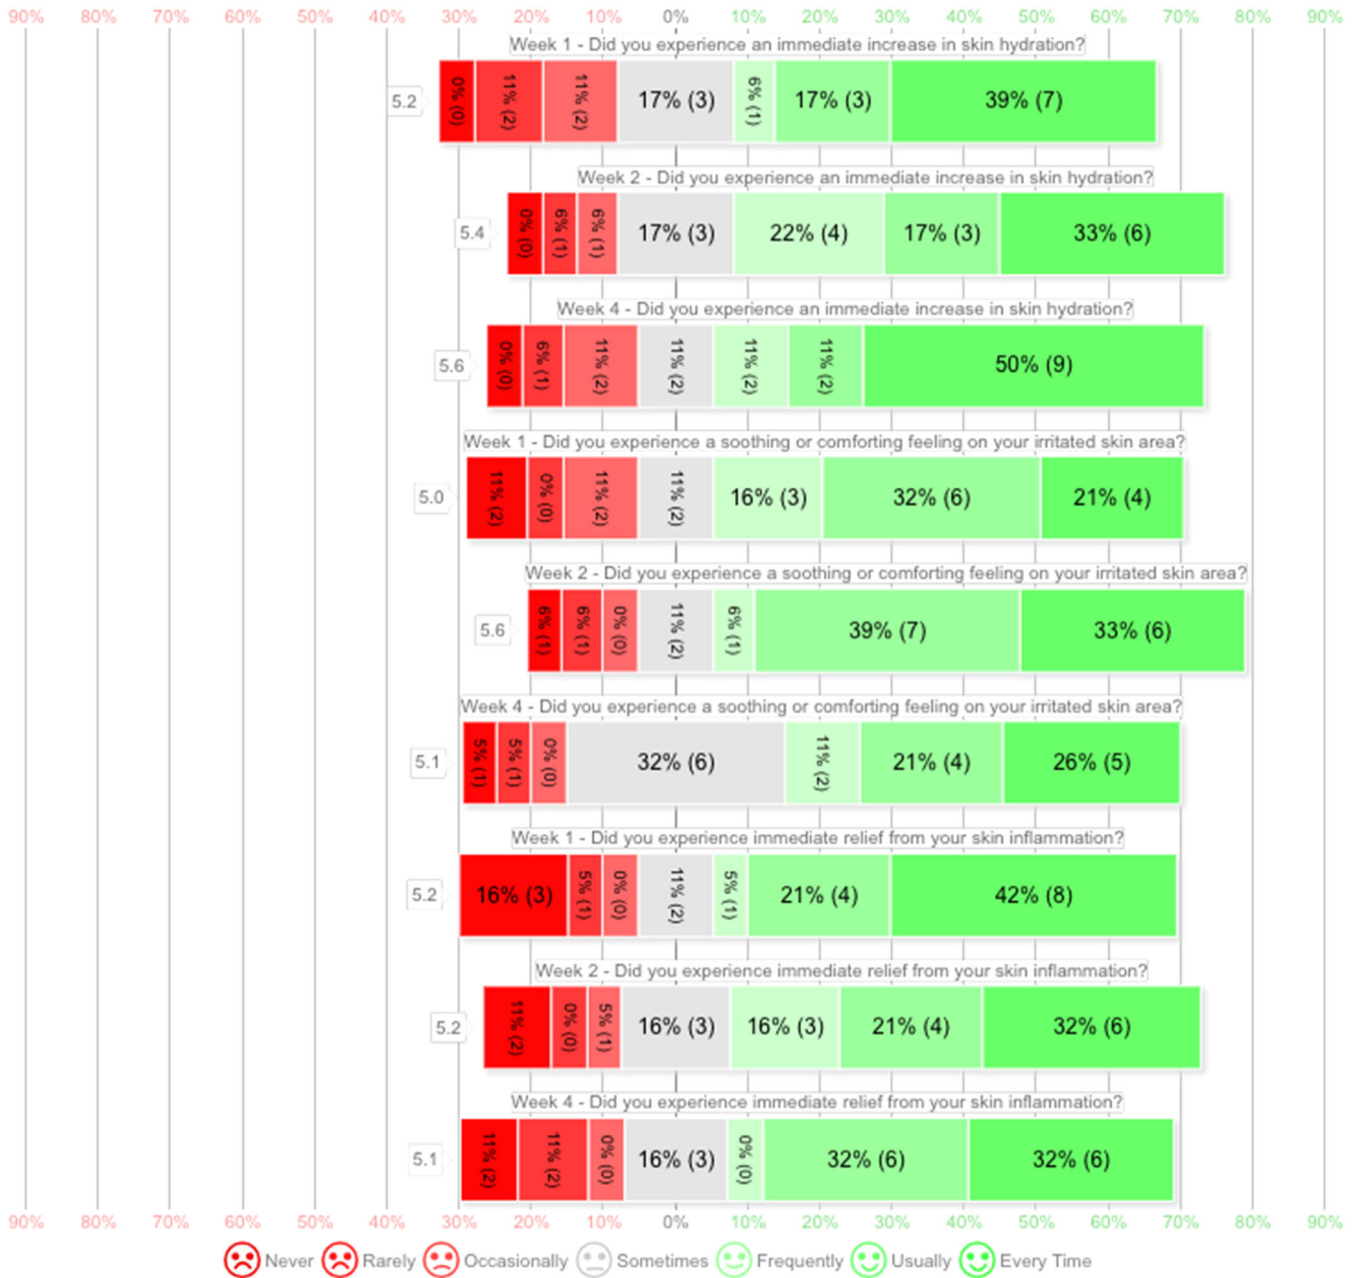 90% 80% 70% 60% 50% 40% 30% 20% 10% 0% 10% 20% 30% 40% 50% 60% 70% 80% 90%
Week 1 - Did you experience an immediate increase in skin hydration?
5.2 0% (0) 11% (2) 11% (2) 17% (3) 6% (1) 17% (3) 39% (7)
Week 2 - Did you experience an immediate increase in skin hydration?
5.4 0% (0) 6% (1) 6% (1) 17% (3) 22% (4) 17% (3) 33% (6)
Week 4 - Did you experience an immediate increase in skin hydration?
5.6 0% (0) 6% (1) 11% (2) 11% (2) 11% (2) 11% (2) 50% (9)
Week 1 - Did you experience a soothing or comforting feeling on your irritated skin area?
5.0 11% (2) 0% (0) 11% (2) 11% (2) 16% (3) 32% (6) 21% (4)
Week 2 - Did you experience a soothing or comforting feeling on your irritated skin area?
5.6 6% (1) 6% (1) 0% (0) 11% (2) 6% (1) 39% (7) 33% (6)
Week 4 - Did you experience a soothing or comforting feeling on your irritated skin area?
5.1 5% (1) 5% (1) 0% (0) 32% (6) 11% (2) 21% (4) 26% (5)
Week 1 - Did you experience immediate relief from your skin inflammation?
5.2 16% (3) 5% (1) 0% (0) 11% (2) 5% (1) 21% (4) 42% (8)
Week 2 - Did you experience immediate relief from your skin inflammation?
5.2 11% (2) 0% (0) 5% (1) 16% (3) 16% (3) 21% (4) 32% (6)
Week 4 - Did you experience immediate relief from your skin inflammation?
5.1 11% (2) 11% (2) 0% (0) 16% (3) 0% (0) 32% (6) 32% (6)
90% 80% 70% 60% 50% 40% 30% 20% 10% 0% 10% 20% 30% 40% 50% 60% 70% 80% 90%
Never Rarely Occasionally Sometimes Frequently Usually Every Time